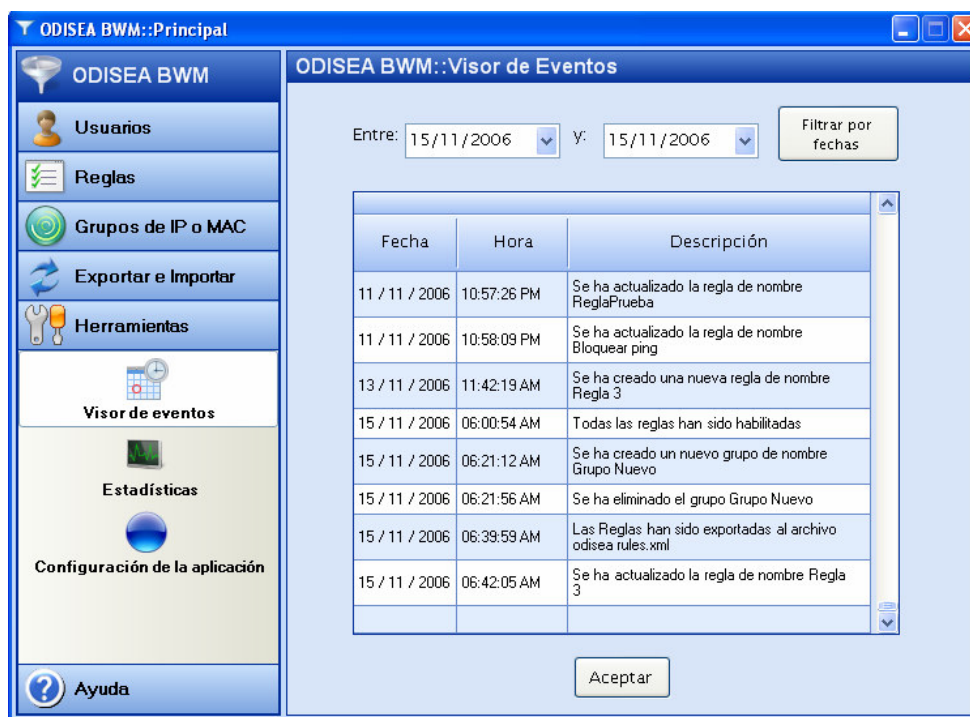 ODISEA BWM::Principal
ODISEA BWM
Usuarios
Reglas
Grupos de IP o MAC
Exportar e Importar
Herramientas
Visor de eventos
Estadísticas
Configuración de la aplicación
Ayuda
ODISEA BWM::Visor de Eventos
Entre: 15/11/2006 y: 15/11/2006
Filtrar por
fechas
Fecha Hora Descripción
11 / 11 / 2006 10:57:26 PM Se ha actualizado la regla de nombre
ReglaPrueba
11 / 11 / 2006 10:58:09 PM Se ha actualizado la regla de nombre
Bloquear ping
13 / 11 / 2006 11:42:19 AM Se ha creado una nueva regla de nombre
Regla 3
15 / 11 / 2006 06:00:54 AM Todas las reglas han sido habilitadas
15 / 11 / 2006 06:21:12 AM Se ha creado un nuevo grupo de nombre
Grupo Nuevo
15 / 11 / 2006 06:21:56 AM Se ha eliminado el grupo Grupo Nuevo
15 / 11 / 2006 06:39:59 AM Las Reglas han sido exportadas al archivo
odisea rules.xml
15 / 11 / 2006 06:42:05 AM Se ha actualizado la regla de nombre Regla
3
Aceptar